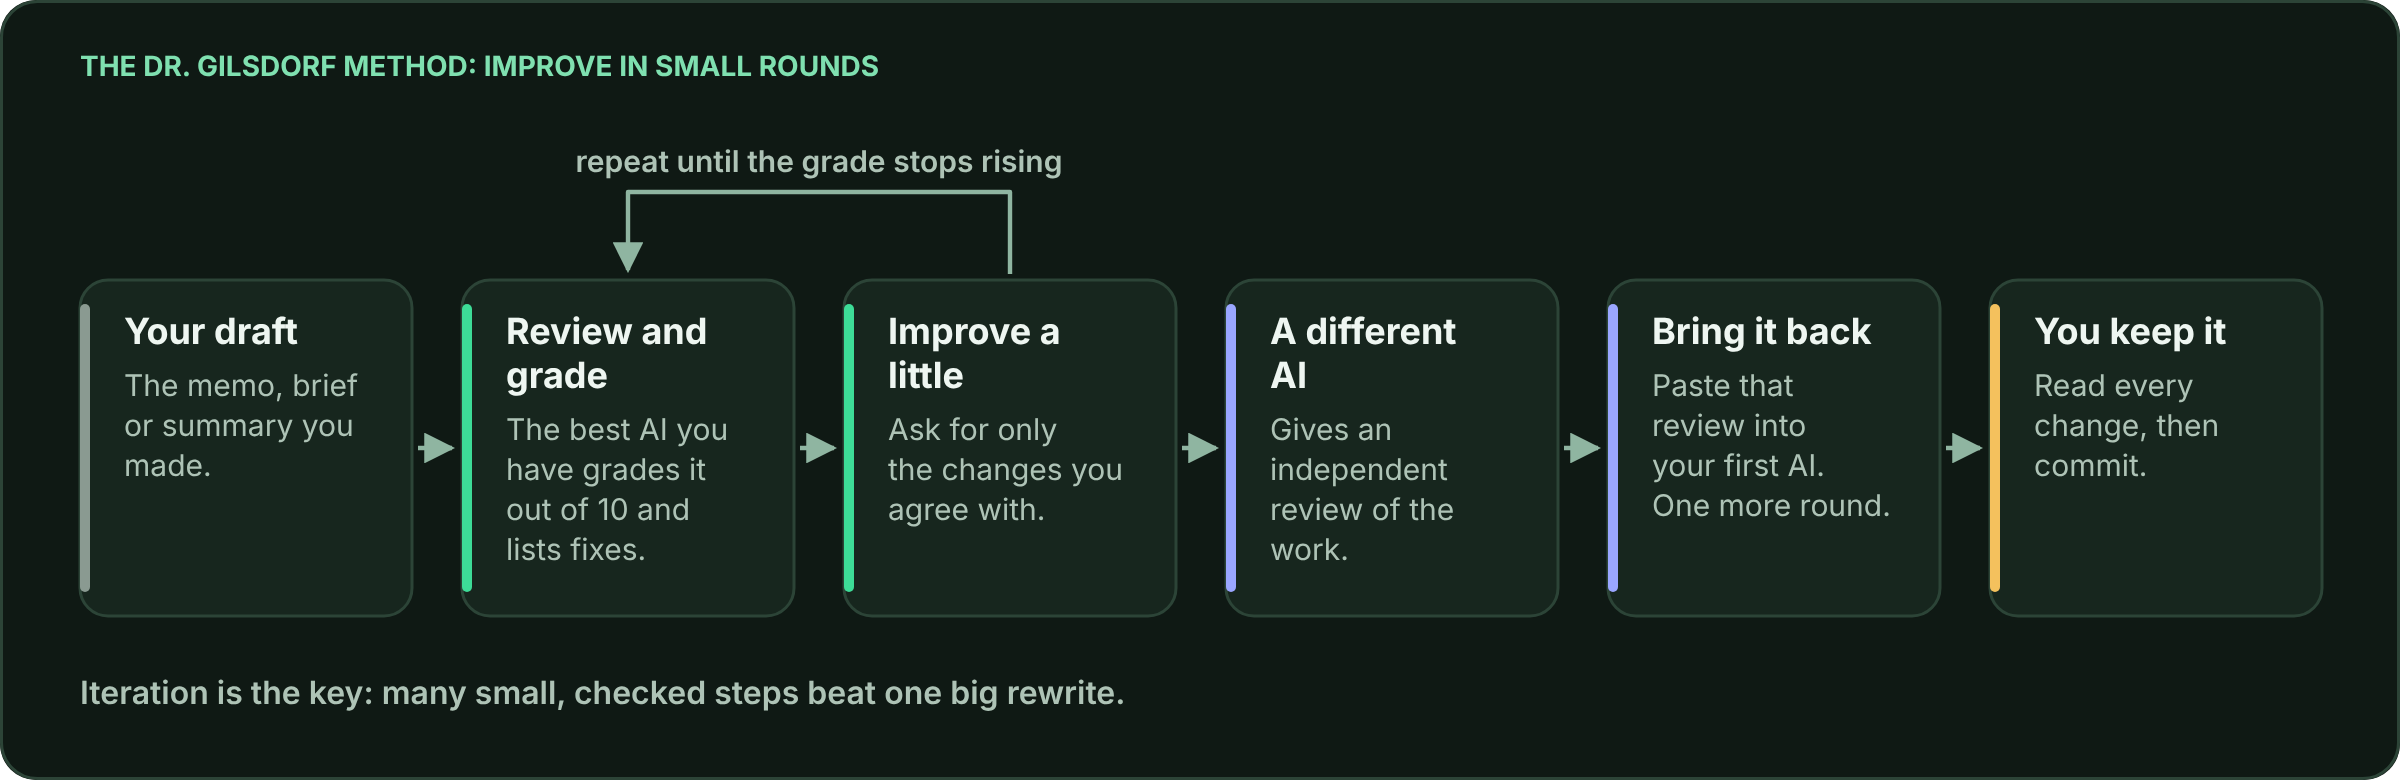 THE DR. GILSDORF METHOD: IMPROVE IN SMALL ROUNDS
repeat until the grade stops rising
Your draft
The memo, brief
or summary you
made.
Review and
grade
The best AI you
have grades it
out of 10 and
lists fixes.
Improve a
little
Ask for only
the changes you
agree with.
A different
AI
Gives an
independent
review of the
work.
Bring it back
Paste that
review into
your first AI.
One more round.
You keep it
Read every
change, then
commit.
Iteration is the key: many small, checked steps beat one big rewrite.